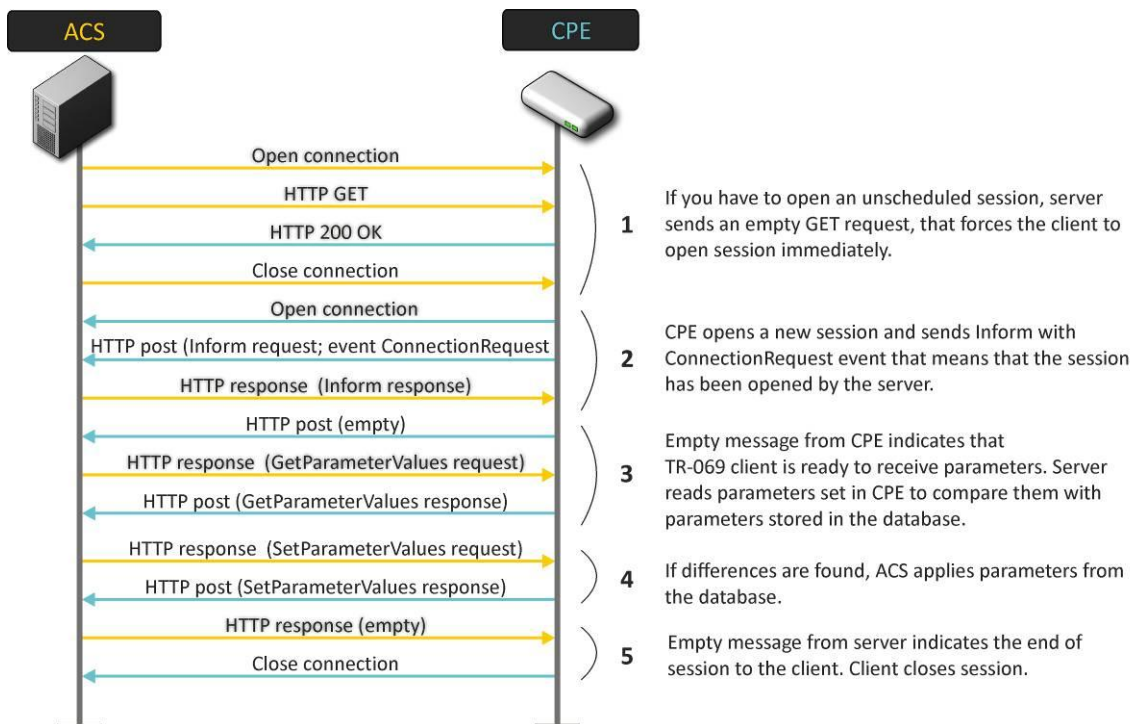 ACS
CPE
Open connection
HTTP GET
HTTP 200 OK
Close connection
1
If you have to open an unscheduled session, server
sends an empty GET request, that forces the client to
open session immediately.
Open connection
HTTP post (Inform request; event ConnectionRequest
HTTP response (Inform response)
2
CPE opens a new session and sends Inform with
ConnectionRequest event that means that the session
has been opened by the server.
HTTP post (empty)
HTTP response (GetParameterValues request)
HTTP post (GetParameterValues response)
3
Empty message from CPE indicates that
TR-069 client is ready to receive parameters. Server
reads parameters set in CPE to compare them with
parameters stored in the database.
HTTP response (SetParameterValues request)
HTTP post (SetParameterValues response)
4
If differences are found, ACS applies parameters from
the database.
HTTP response (empty)
Close connection
5
Empty message from server indicates the end of
session to the client. Client closes session.